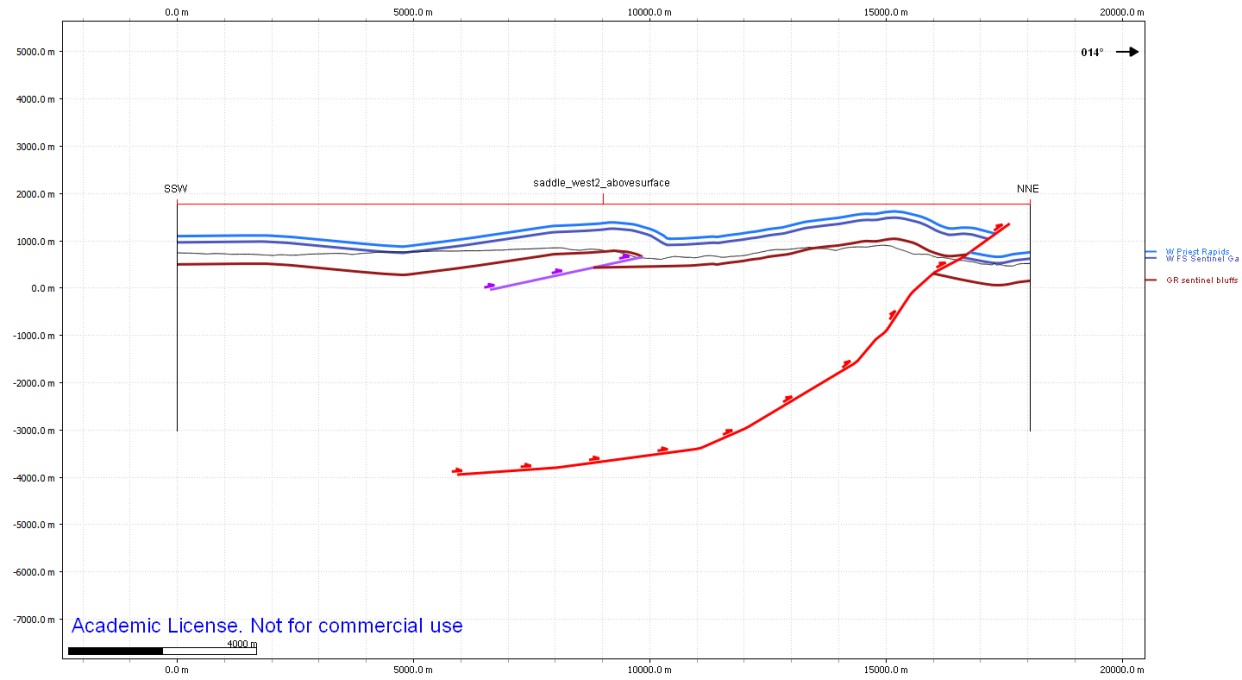 0.0 m 5000.0 m 10000.0 m 15000.0 m 20000.0 m
5000.0 m
014°
4000.0 m
3000.0 m
2000.0 m
SSW
saddle_west2_abovesurface
NNE
1000.0 m
W Priest Rapids
W FS Sentinel Ga
GR sentinel bluffs
0.0 m
-1000.0 m
-2000.0 m
-3000.0 m
-4000.0 m
-5000.0 m
-6000.0 m
-7000.0 m
Academic License. Not for commercial use
4000 m
0.0 m 5000.0 m 10000.0 m 15000.0 m 20000.0 m